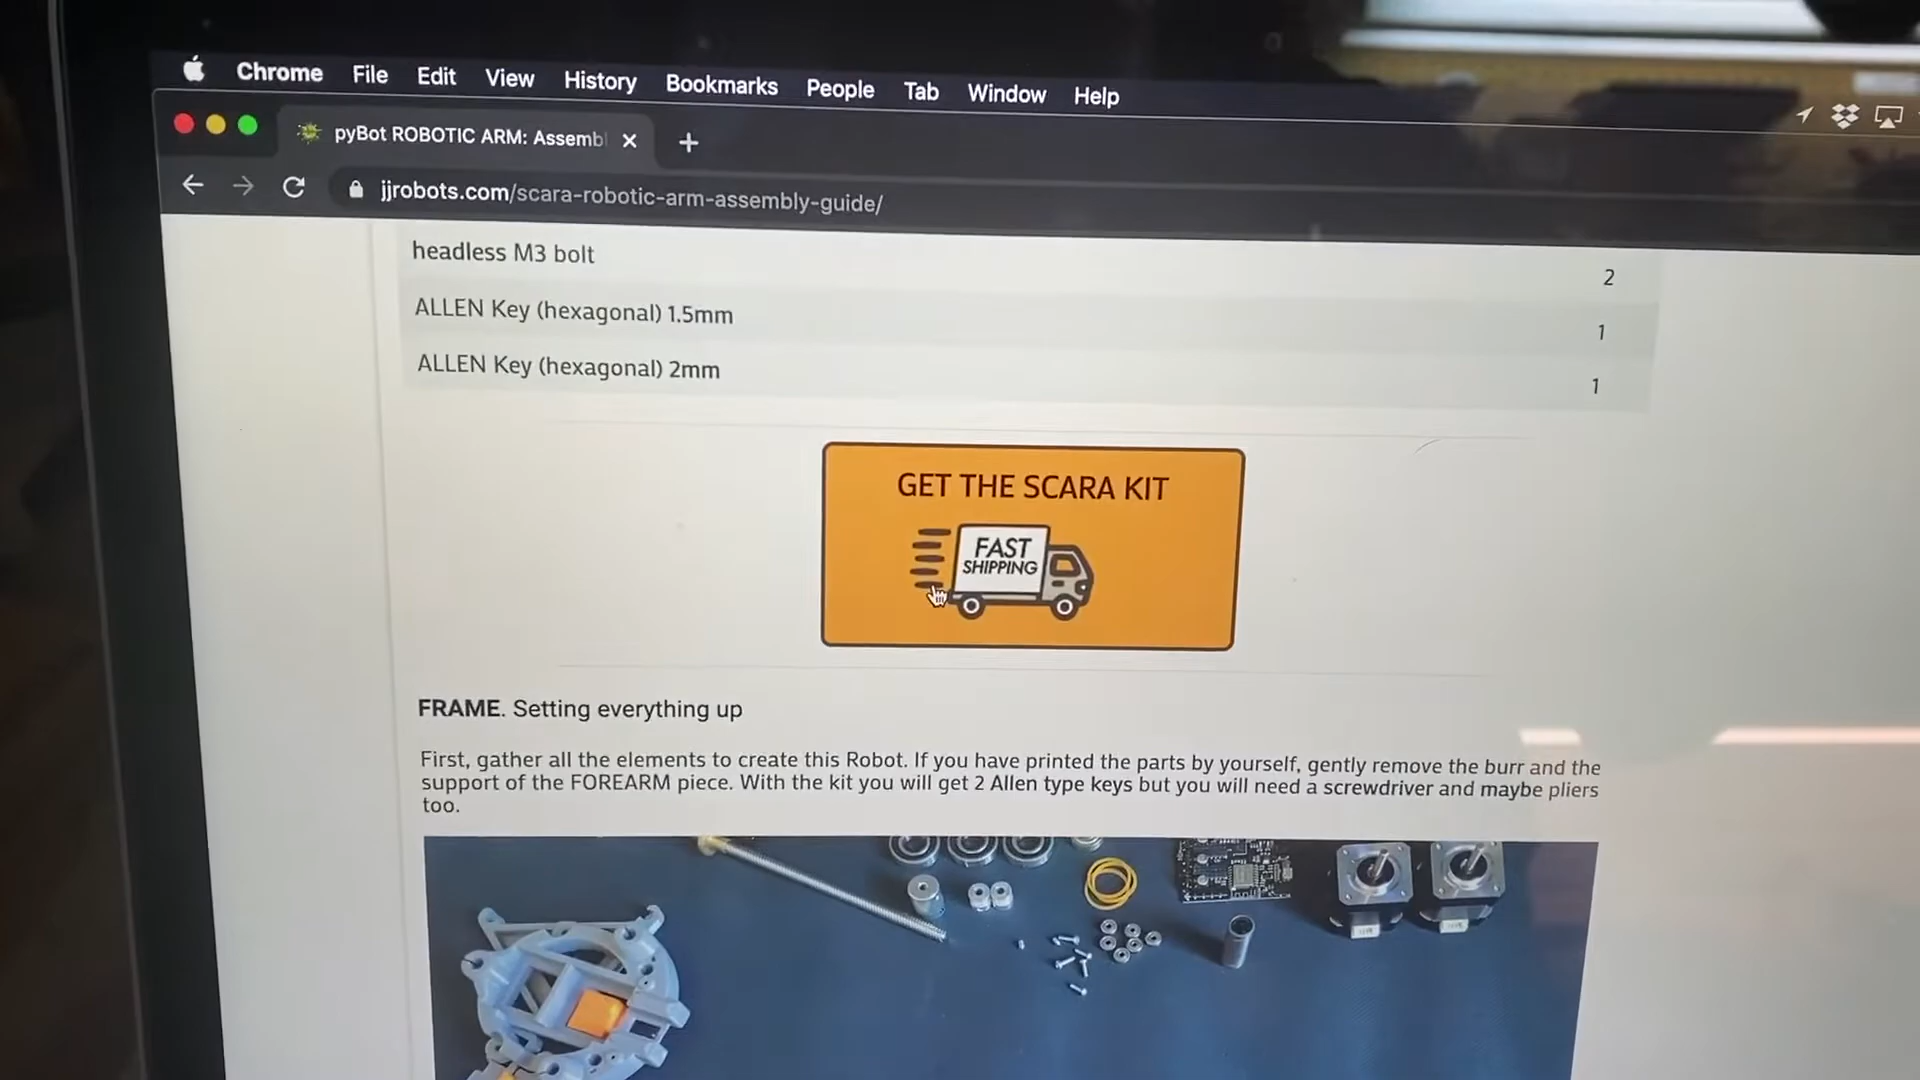 Chrome File Edit View History Bookmarks People Tab Window Help
pyBot ROBOTIC ARM: Assemb
jjrobots.com/scara-robotic-arm-assembly-guide/
headless M3 bolt 2
ALLEN Key (hexagonal) 1.5mm 1
ALLEN Key (hexagonal) 2mm 1
GET THE SCARA KIT
FAST
SHIPPING
FRAME. Setting everything up
First, gather all the elements to create this Robot. If you have printed the parts by yourself, gently remove the burr and the
support of the FOREARM piece. With the kit you will get 2 Allen type keys but you will need a screwdriver and maybe pliers
too.